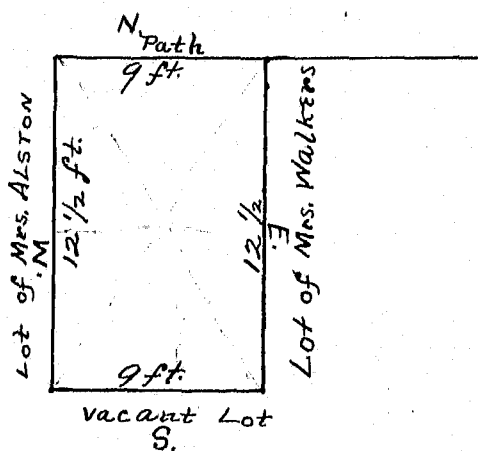 N
Path
9 ft.
Lot of Mrs. ALSTON
.M
12 1/2 ft.
12 1/2
E.
Lot of Mrs. Walkers
9 ft.
vacant Lot
S.